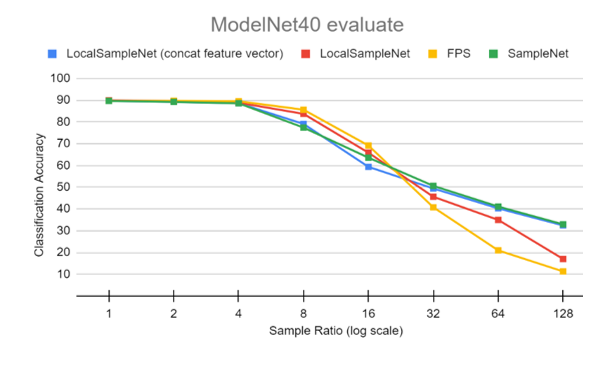 ModelNet40 evaluate
LocalSampleNet (concat feature vector) LocalSampleNet FPS SampleNet
100
90
80
70
60
50
40
30
20
10
Classification Accuracy
1 2 4 8 16 32 64 128
Sample Ratio (log scale)